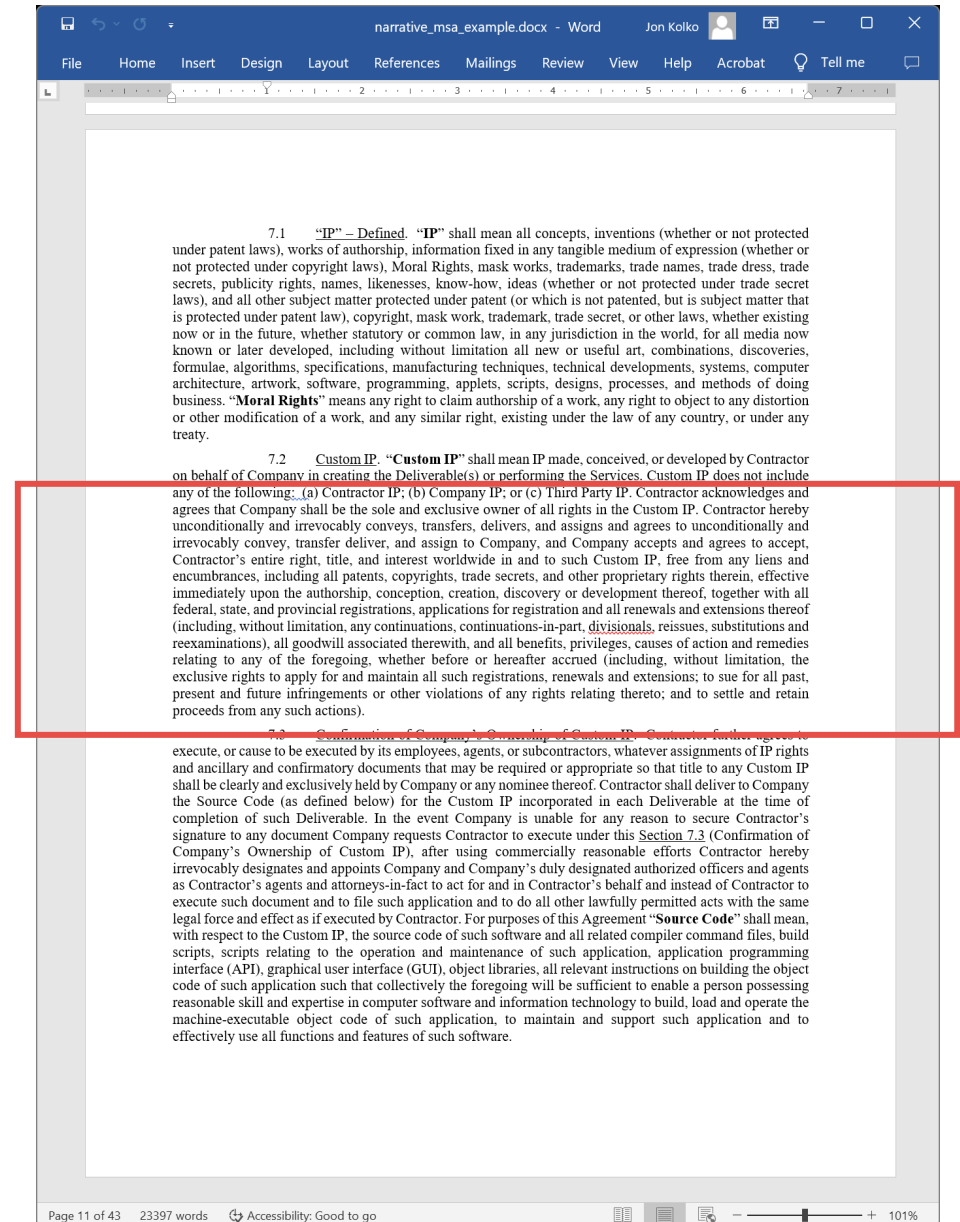 narrative_msa_example.docx - Word Jon Kolko
File Home Insert Design Layout References Mailings Review View Help Acrobat Tell me
1 2 3 4 5 6 7
7.1 “IP” – Defined. “IP” shall mean all concepts, inventions (whether or not protected
under patent laws), works of authorship, information fixed in any tangible medium of expression (whether or
not protected under copyright laws), Moral Rights, mask works, trademarks, trade names, trade dress, trade
secrets, publicity rights, names, likenesses, know-how, ideas (whether or not protected under trade secret
laws), and all other subject matter protected under patent (or which is not patented, but is subject matter that
is protected under patent law), copyright, mask work, trademark, trade secret, or other laws, whether existing
now or in the future, whether statutory or common law, in any jurisdiction in the world, for all media now
known or later developed, including without limitation all new or useful art, combinations, discoveries,
formulae, algorithms, specifications, manufacturing techniques, technical developments, systems, computer
architecture, artwork, software, programming, applets, scripts, designs, processes, and methods of doing
business. “Moral Rights” means any right to claim authorship of a work, any right to object to any distortion
or other modification of a work, and any similar right, existing under the law of any country, or under any
treaty.
7.2 Custom IP. “Custom IP” shall mean IP made, conceived, or developed by Contractor
on behalf of Company in creating the Deliverable(s) or performing the Services. Custom IP does not include
any of the following: (a) Contractor IP; (b) Company IP; or (c) Third Party IP. Contractor acknowledges and
agrees that Company shall be the sole and exclusive owner of all rights in the Custom IP. Contractor hereby
unconditionally and irrevocably conveys, transfers, delivers, and assigns and agrees to unconditionally and
irrevocably convey, transfer deliver, and assign to Company, and Company accepts and agrees to accept,
Contractor’s entire right, title, and interest worldwide in and to such Custom IP, free from any liens and
encumbrances, including all patents, copyrights, trade secrets, and other proprietary rights therein, effective
immediately upon the authorship, conception, creation, discovery or development thereof, together with all
federal, state, and provincial registrations, applications for registration and all renewals and extensions thereof
(including, without limitation, any continuations, continuations-in-part, divisionals, reissues, substitutions and
reexaminations), all goodwill associated therewith, and all benefits, privileges, causes of action and remedies
relating to any of the foregoing, whether before or hereafter accrued (including, without limitation, the
exclusive rights to apply for and maintain all such registrations, renewals and extensions; to sue for all past,
present and future infringements or other violations of any rights relating thereto; and to settle and retain
proceeds from any such actions).
7.3 Confirmation of Company’s Ownership of Custom IP. Contractor further agrees to
execute, or cause to be executed by its employees, agents, or subcontractors, whatever assignments of IP rights
and ancillary and confirmatory documents that may be required or appropriate so that title to any Custom IP
shall be clearly and exclusively held by Company or any nominee thereof. Contractor shall deliver to Company
the Source Code (as defined below) for the Custom IP incorporated in each Deliverable at the time of
completion of such Deliverable. In the event Company is unable for any reason to secure Contractor’s
signature to any document Company requests Contractor to execute under this Section 7.3 (Confirmation of
Company’s Ownership of Custom IP), after using commercially reasonable efforts Contractor hereby
irrevocably designates and appoints Company and Company’s duly designated authorized officers and agents
as Contractor’s agents and attorneys-in-fact to act for and in Contractor’s behalf and instead of Contractor to
execute such document and to file such application and to do all other lawfully permitted acts with the same
legal force and effect as if executed by Contractor. For purposes of this Agreement “Source Code” shall mean,
with respect to the Custom IP, the source code of such software and all related compiler command files, build
scripts, scripts relating to the operation and maintenance of such application, application programming
interface (API), graphical user interface (GUI), object libraries, all relevant instructions on building the object
code of such application such that collectively the foregoing will be sufficient to enable a person possessing
reasonable skill and expertise in computer software and information technology to build, load and operate the
machine-executable object code of such application, to maintain and support such application and to
effectively use all functions and features of such software.
Page 11 of 43 23397 words Accessibility: Good to go 101%